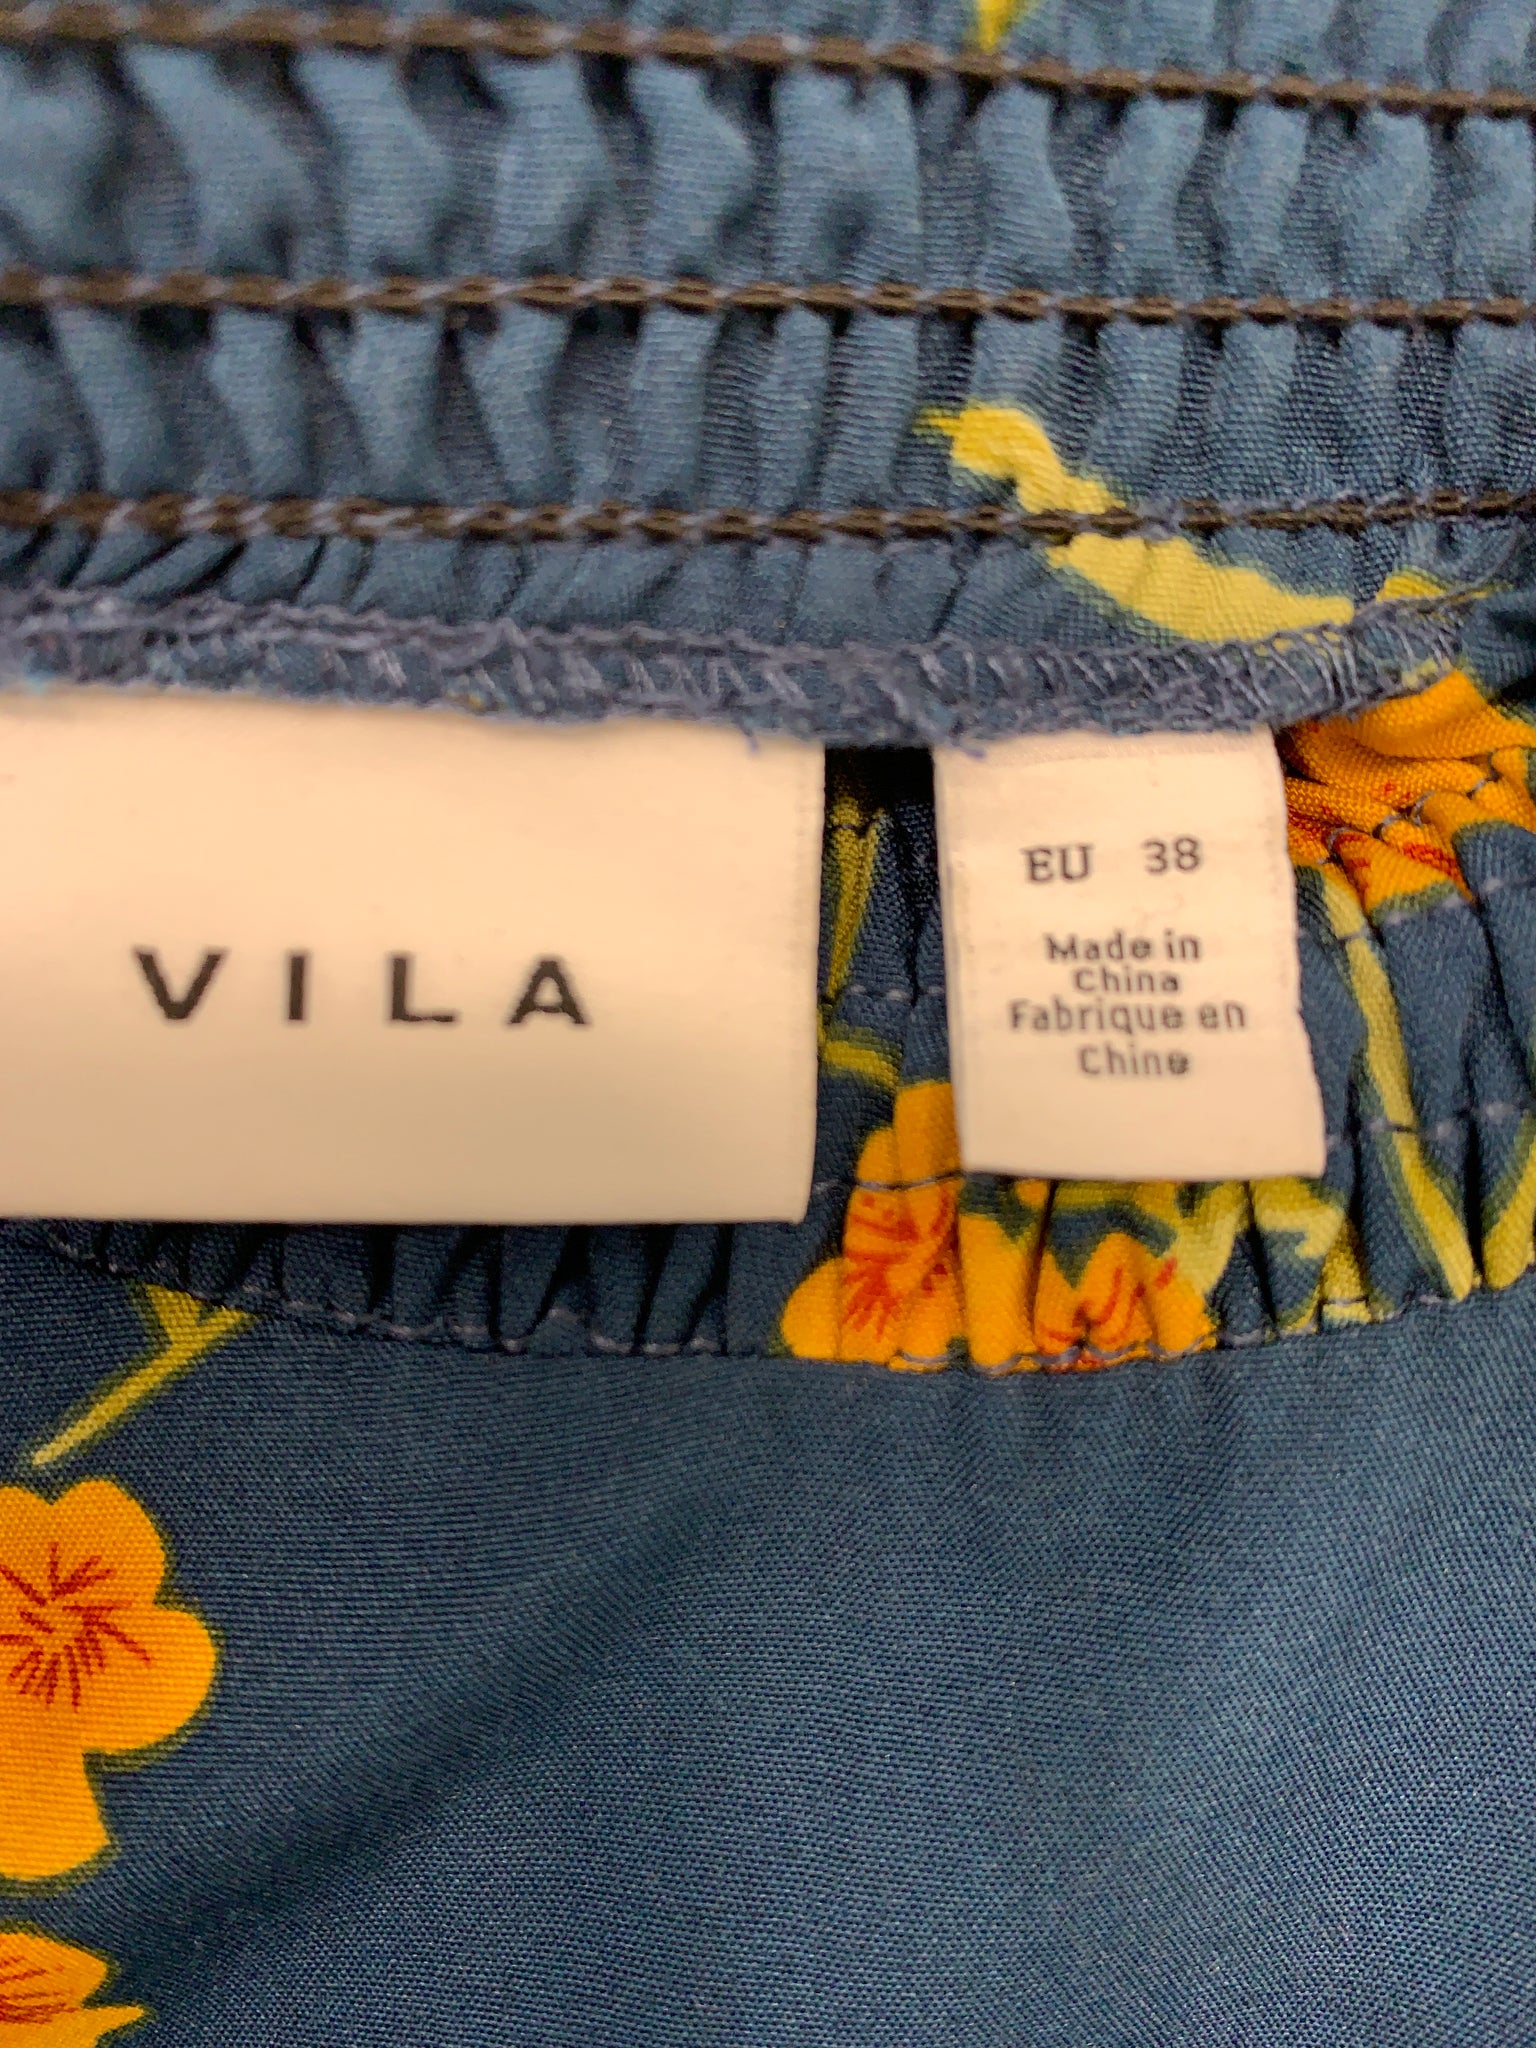 VILA
EU 38
Made in
China
Fabrique en
Chine